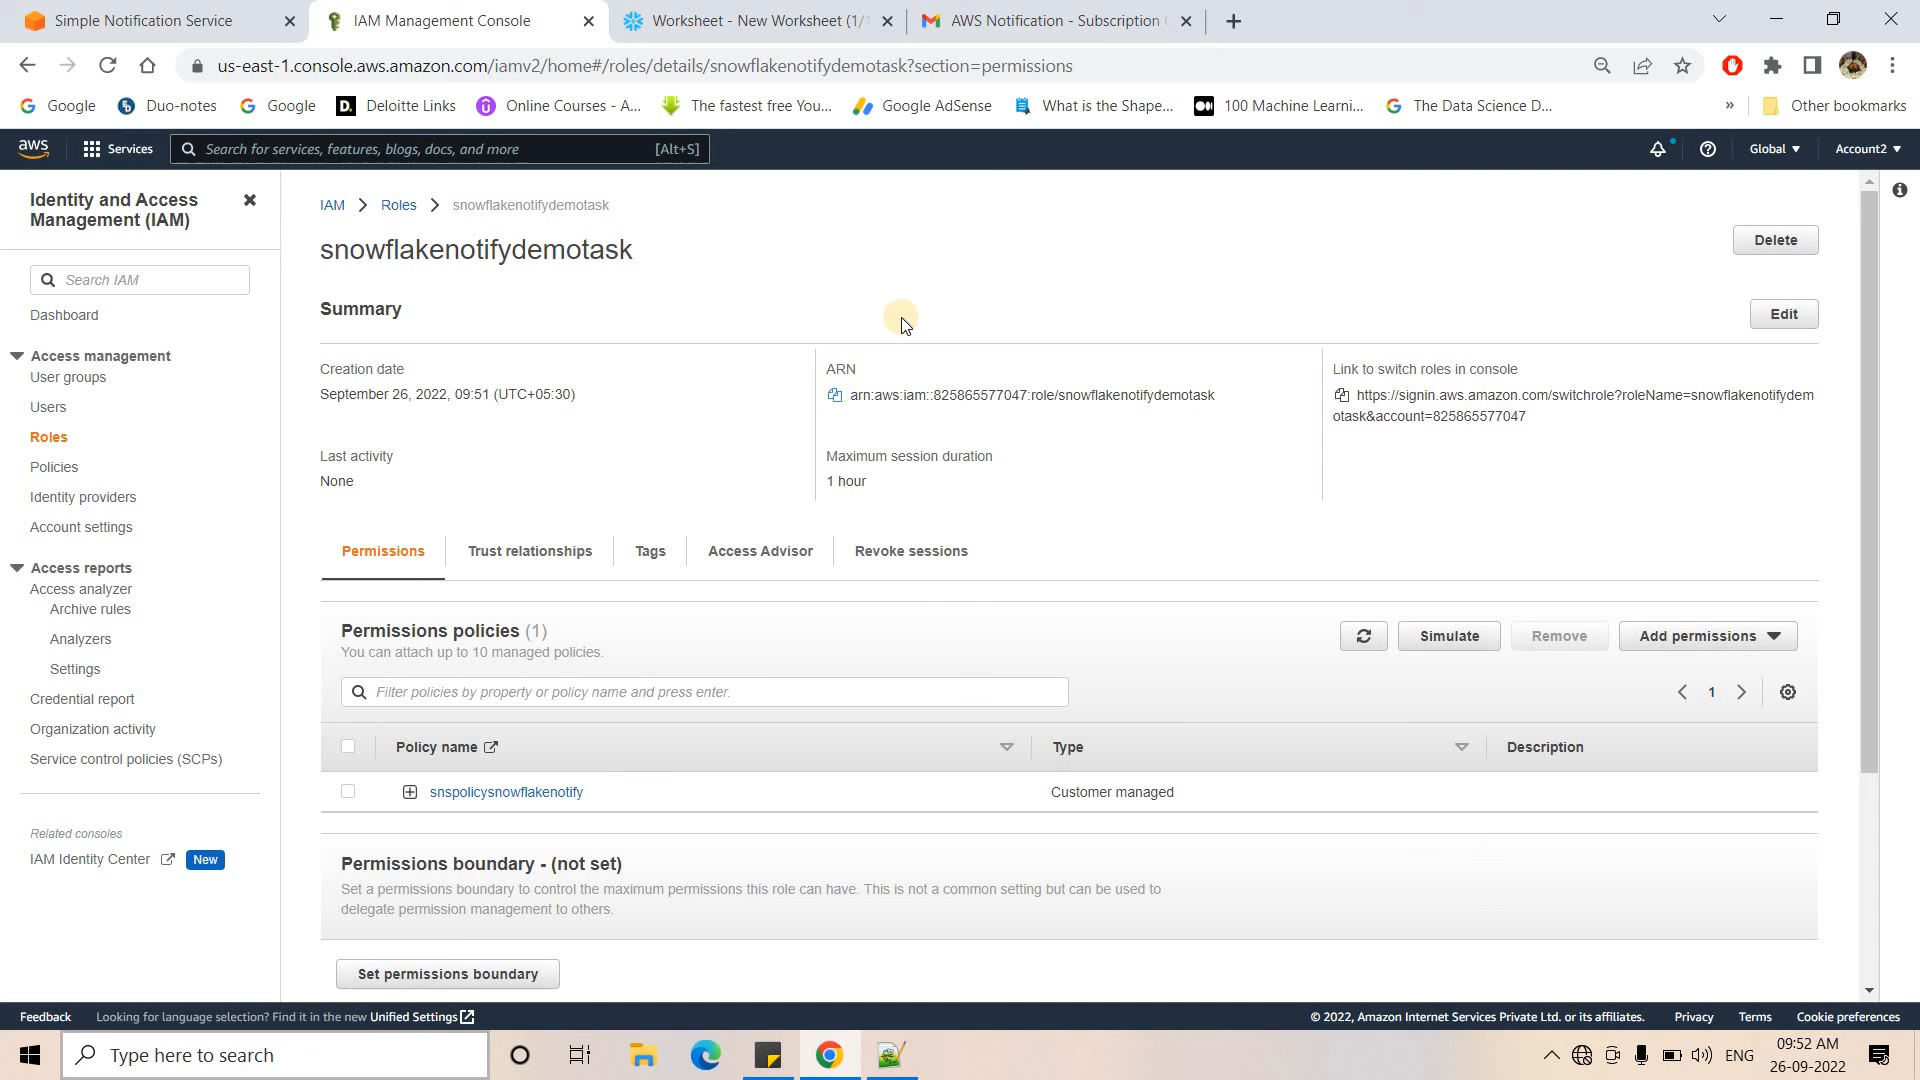 Simple Notification Service
IAM Management Console
Worksheet - New Worksheet (1/1
AWS Notification - Subscription
us-east-1.console.aws.amazon.com/iamv2/home#/roles/details/snowflakenotifydemotask?section=permissions
Google
Duo-notes
Google
Deloitte Links
Online Courses - A...
The fastest free You...
Google AdSense
What is the Shape...
100 Machine Learni...
The Data Science D...
»
Other bookmarks
aws
Services
Search for services, features, blogs, docs, and more
[Alt+S]
Global
Account2
Identity and Access
Management (IAM)
Search IAM
Dashboard
Access management
User groups
Users
Roles
Policies
Identity providers
Account settings
Access reports
Access analyzer
Archive rules
Analyzers
Settings
Credential report
Organization activity
Service control policies (SCPs)
Related consoles
IAM Identity Center
New
IAM > Roles > snowflakenotifydemotask
snowflakenotifydemotask
Delete
Summary
Edit
Creation date
September 26, 2022, 09:51 (UTC+05:30)
ARN
arn:aws:iam::825865577047:role/snowflakenotifydemotask
Link to switch roles in console
https://signin.aws.amazon.com/switchrole?roleName=snowflakenotifydem
otask&account=825865577047
Last activity
None
Maximum session duration
1 hour
Permissions
Trust relationships
Tags
Access Advisor
Revoke sessions
Permissions policies (1)
You can attach up to 10 managed policies.
Simulate
Remove
Add permissions
Filter policies by property or policy name and press enter.
1
Policy name
Type
Description
snspolicysnowflakenotify
Customer managed
Permissions boundary - (not set)
Set a permissions boundary to control the maximum permissions this role can have. This is not a common setting but can be used to
delegate permission management to others.
Set permissions boundary
Feedback
Looking for language selection? Find it in the new Unified Settings
© 2022, Amazon Internet Services Private Ltd. or its affiliates.
Privacy
Terms
Cookie preferences
Type here to search
ENG
09:52 AM
26-09-2022